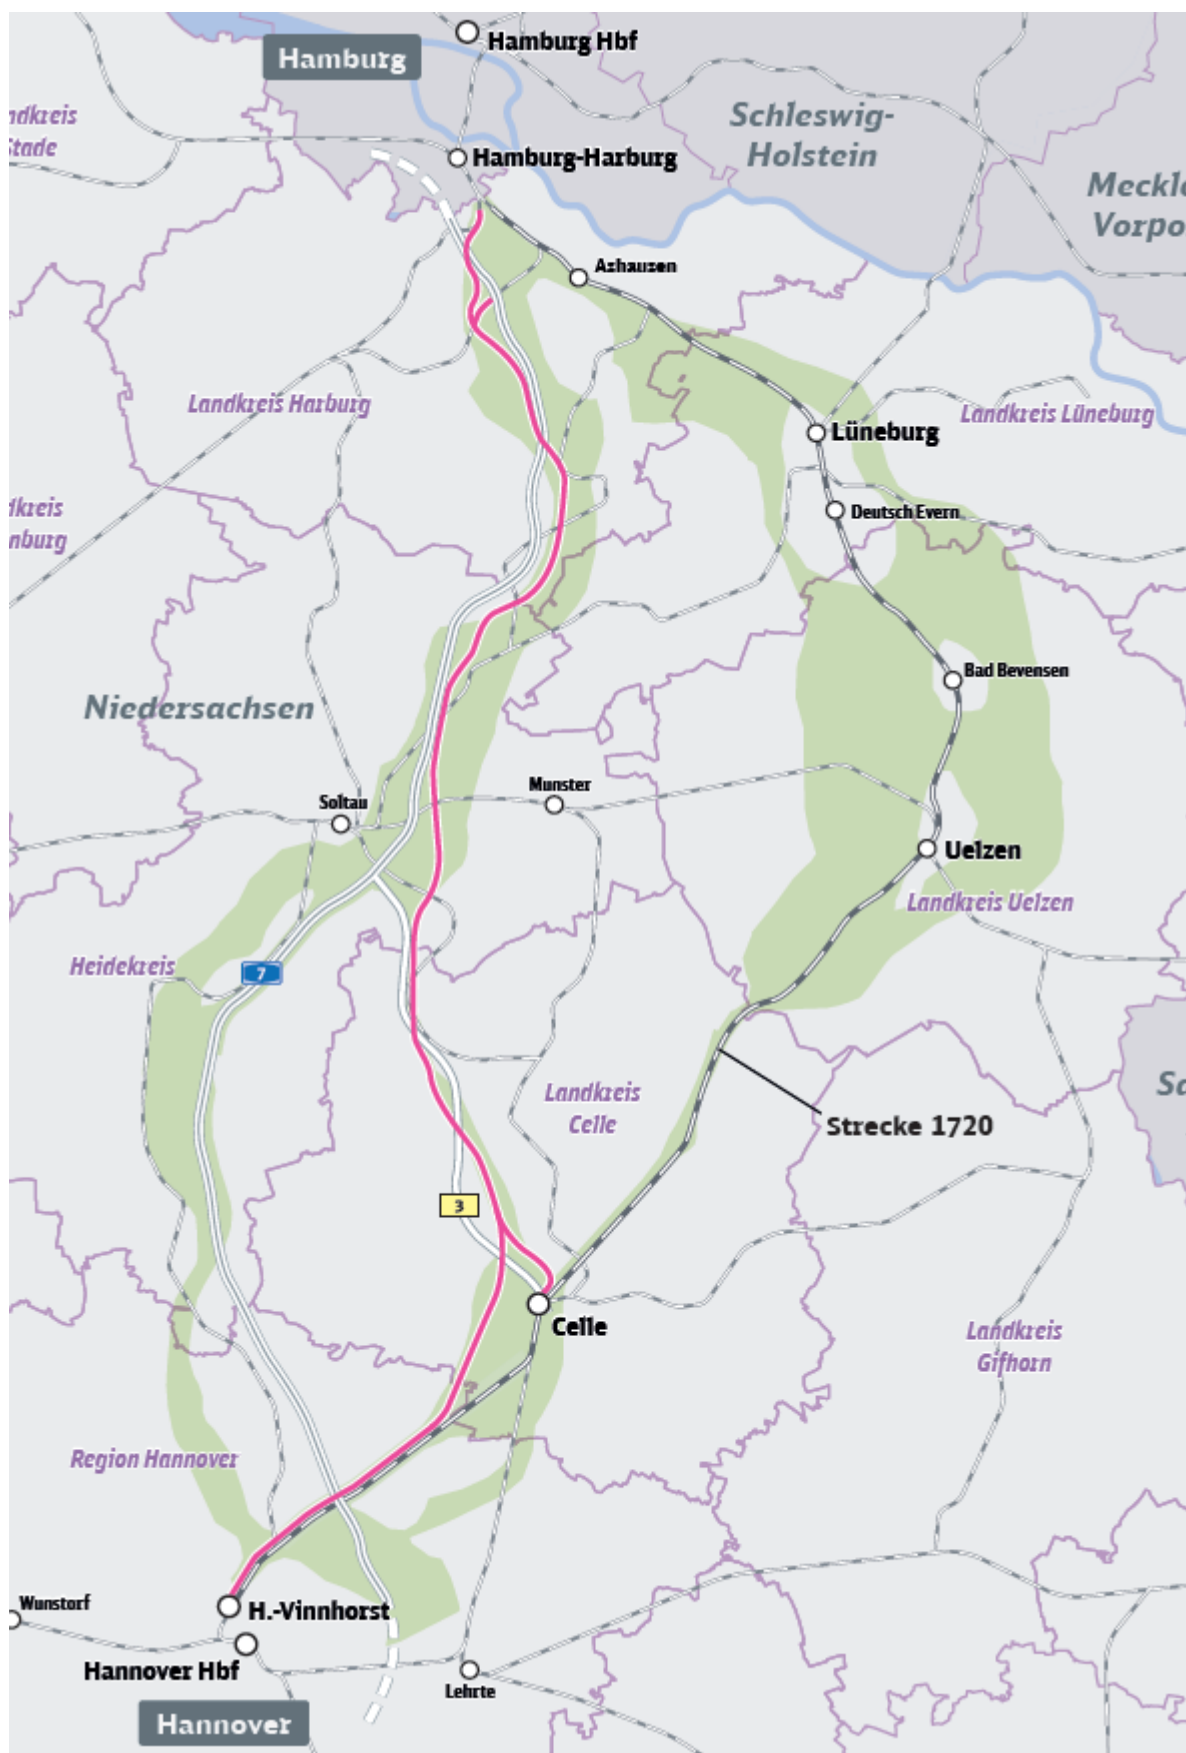 Hamburg Hbf
Hamburg
ndkreis
Stade
Schleswig-
Holstein
Hamburg-Harburg
Meckle
Vorpo
Ashausen
Landkreis Harburg
Landkreis Lüneburg
Lüneburg
dkreis
nburg
Deutsch Evern
Bad Bevensen
Niedersachsen
Munster
Soltau
Uelzen
Landkreis Uelzen
Heidekreis
7
Landkreis
Celle
Sa
Strecke 1720
3
Celle
Landkreis
Gifhorn
Region Hannover
Wunstorf
H.-Vinnhorst
Hannover Hbf
Lehrte
Hannover